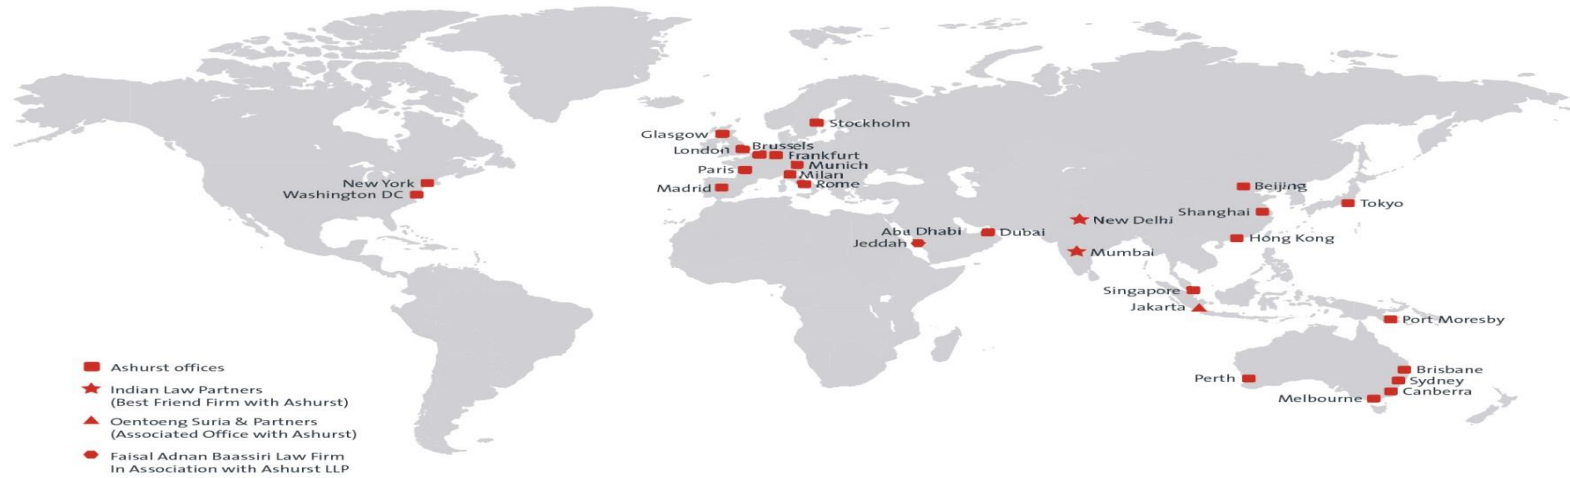 Glasgow
Stockholm
London
Brussels
Frankfurt
Paris
Munich
Milan
Madrid
Rome
New York
Washington DC
Beijing
Tokyo
Shanghai
New Delhi
Abu Dhabi
Dubai
Hong Kong
Jeddah
Mumbai
Singapore
Jakarta
Port Moresby
Brisbane
Perth
Sydney
Canberra
Melbourne
Ashurst offices
Indian Law Partners
(Best Friend Firm with Ashurst)
Oentoeng Suria & Partners
(Associated Office with Ashurst)
Faisal Adnan Baassiri Law Firm
In Association with Ashurst LLP